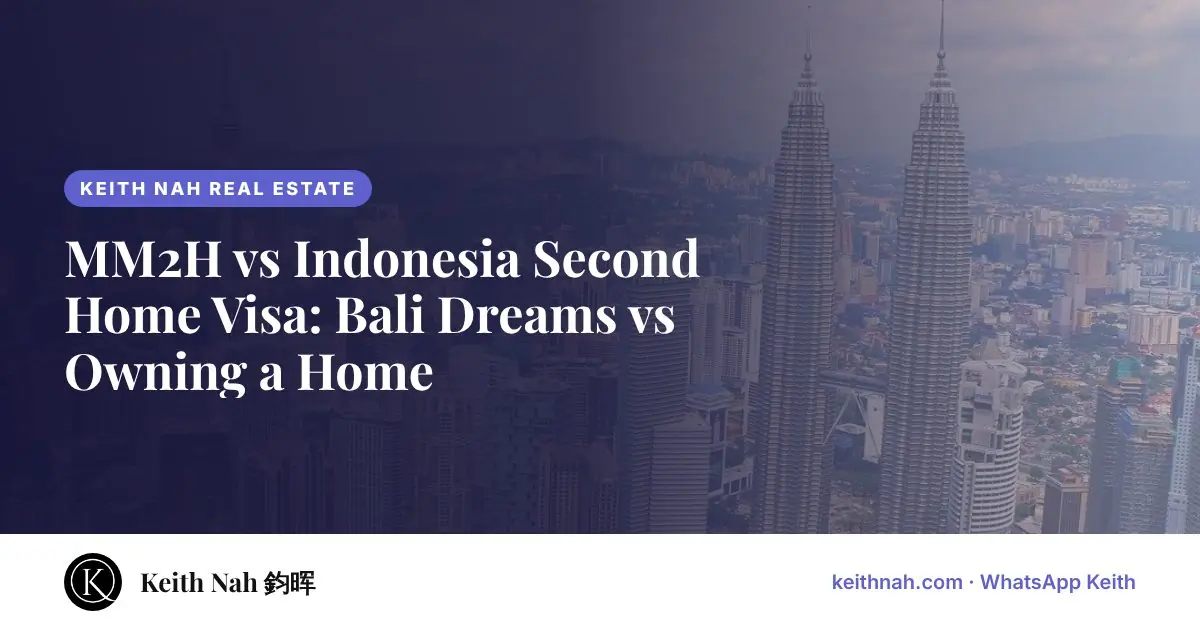 KEITH NAH REAL ESTATE
MM2H vs Indonesia Second
Home Visa: Bali Dreams vs
Owning a Home
K
Keith Nah 鈞晖
keithnah.com · WhatsApp Keith